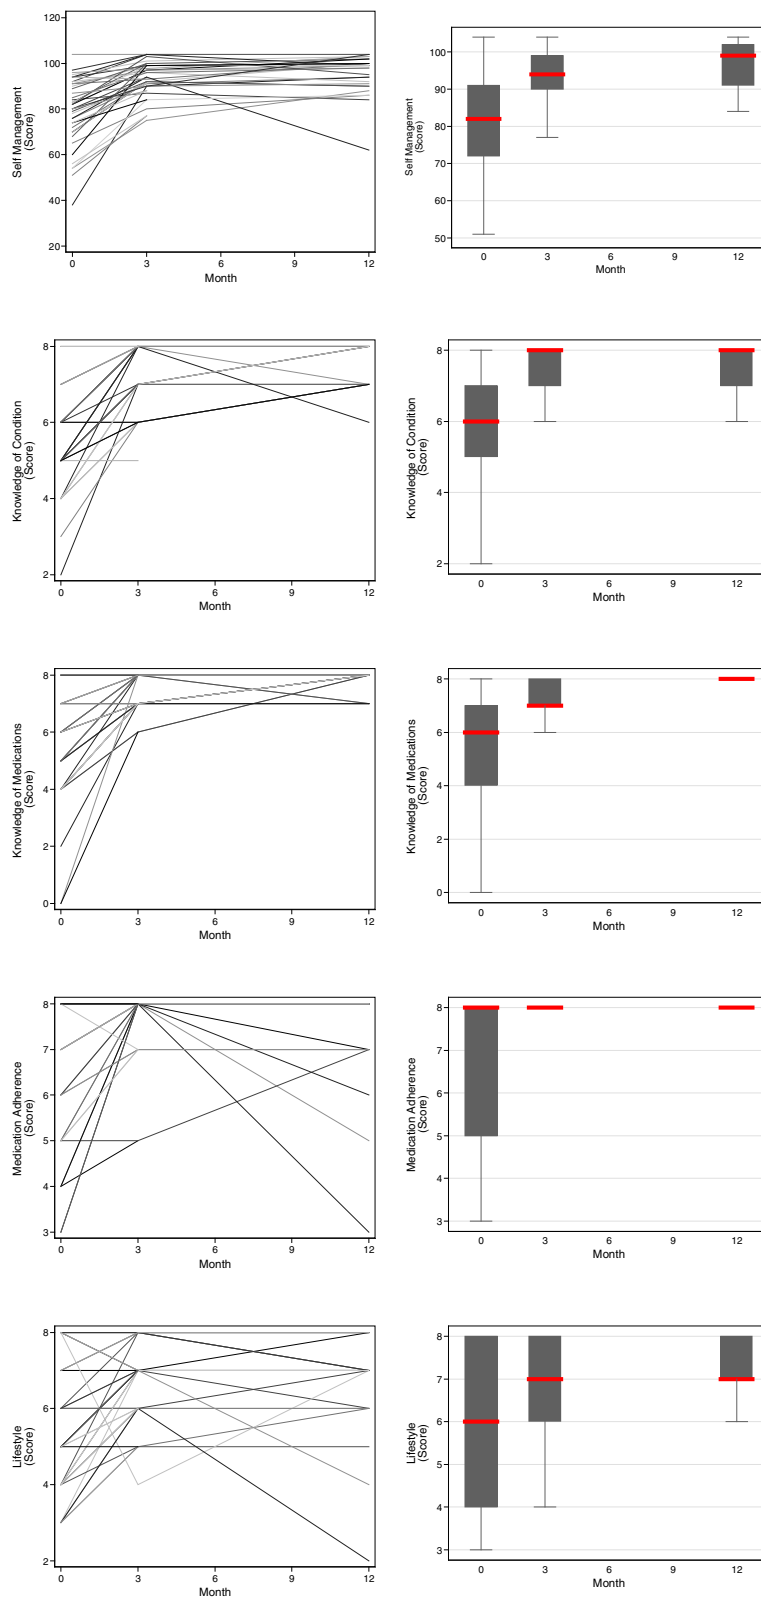 120
100
80
60
40
20
Self Management
(Score)
0 3 6 9 12
Month
100
90
80
70
60
50
Self Management
(Score)
0 3 6 9 12
Month
8
6
4
2
Knowledge of Condition
(Score)
0 3 6 9 12
Month
8
7
6
5
4
3
2
Knowledge of Condition
(Score)
0 3 6 9 12
Month
8
6
4
2
0
Knowledge of Medications
(Score)
0 3 6 9 12
Month
8
6
4
2
0
Knowledge of Medications
(Score)
0 3 6 9 12
Month
8
7
6
5
4
3
Medication Adherence
(Score)
0 3 6 9 12
Month
8
7
6
5
4
3
Medication Adherence
(Score)
0 3 6 9 12
Month
8
6
4
2
Lifestyle
(Score)
0 3 6 9 12
Month
8
7
6
5
4
3
Lifestyle
(Score)
0 3 6 9 12
Month